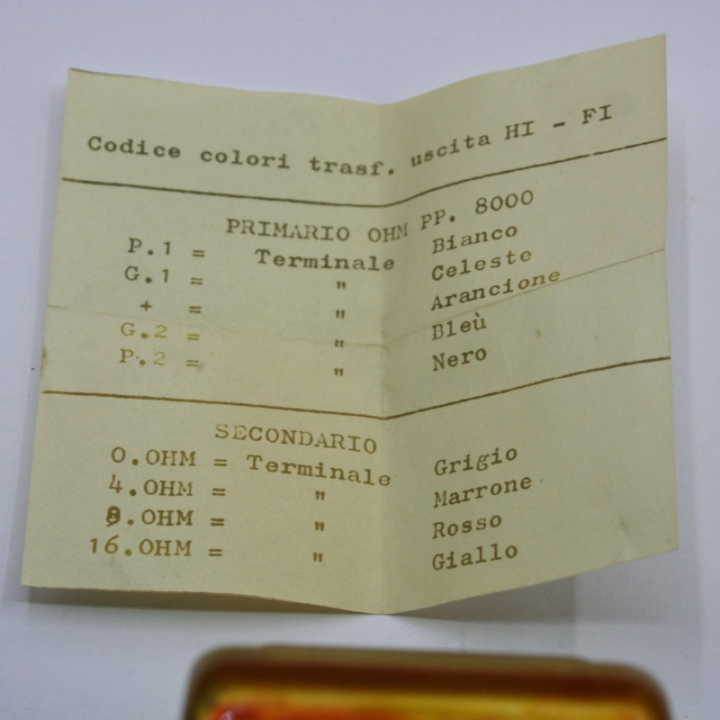 Codice colori trasf. uscita HI - FI
PRIMARIO OHM PP. 8000
P.1 = Terminale Bianco
G.1 = " Celeste
+ = " Arancione
G.2 = " Bleù
P.2 = " Nero
SECONDARIO
0.OHM = Terminale Grigio
4.OHM = " Marrone
8.OHM = " Rosso
16.OHM = " Giallo